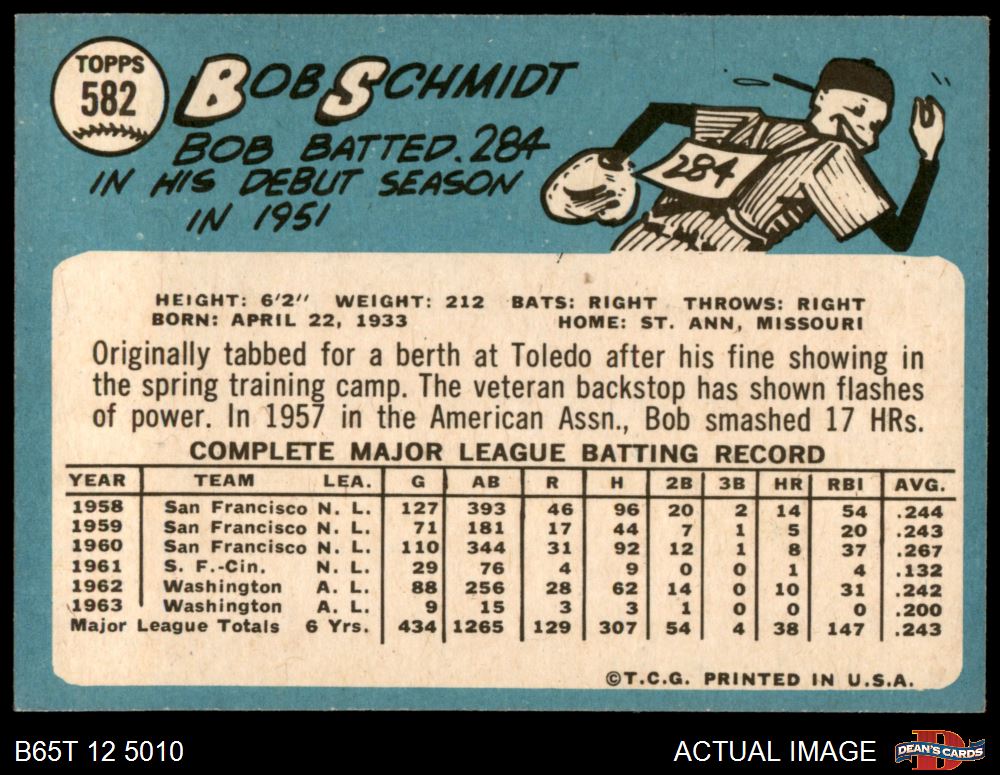 TOPPS
582
BOB SCHMIDT
BOB BATTED .284
IN HIS DEBUT SEASON
IN 1951
284
HEIGHT: 6'2" WEIGHT: 212 BATS: RIGHT THROWS: RIGHT
BORN: APRIL 22, 1933 HOME: ST. ANN, MISSOURI
Originally tabbed for a berth at Toledo after his fine showing in
the spring training camp. The veteran backstop has shown flashes
of power. In 1957 in the American Assn., Bob smashed 17 HRs.
COMPLETE MAJOR LEAGUE BATTING RECORD
YEAR TEAM LEA. G AB R H 2B 3B HR RBI AVG.
1958 San Francisco N. L. 127 393 46 96 20 2 14 54 .244
1959 San Francisco N. L. 71 181 17 44 7 1 5 20 .243
1960 San Francisco N. L. 110 344 31 92 12 1 8 37 .267
1961 S. F.-Cin. N. L. 29 76 4 9 0 0 1 4 .132
1962 Washington A. L. 88 256 28 62 14 0 10 31 .242
1963 Washington A. L. 9 15 3 3 1 0 0 0 .200
Major League Totals 6 Yrs. 434 1265 129 307 54 4 38 147 .243
©T.C.G. PRINTED IN U.S.A.
B65T 12 5010 ACTUAL IMAGE D DEAN'S CARDS